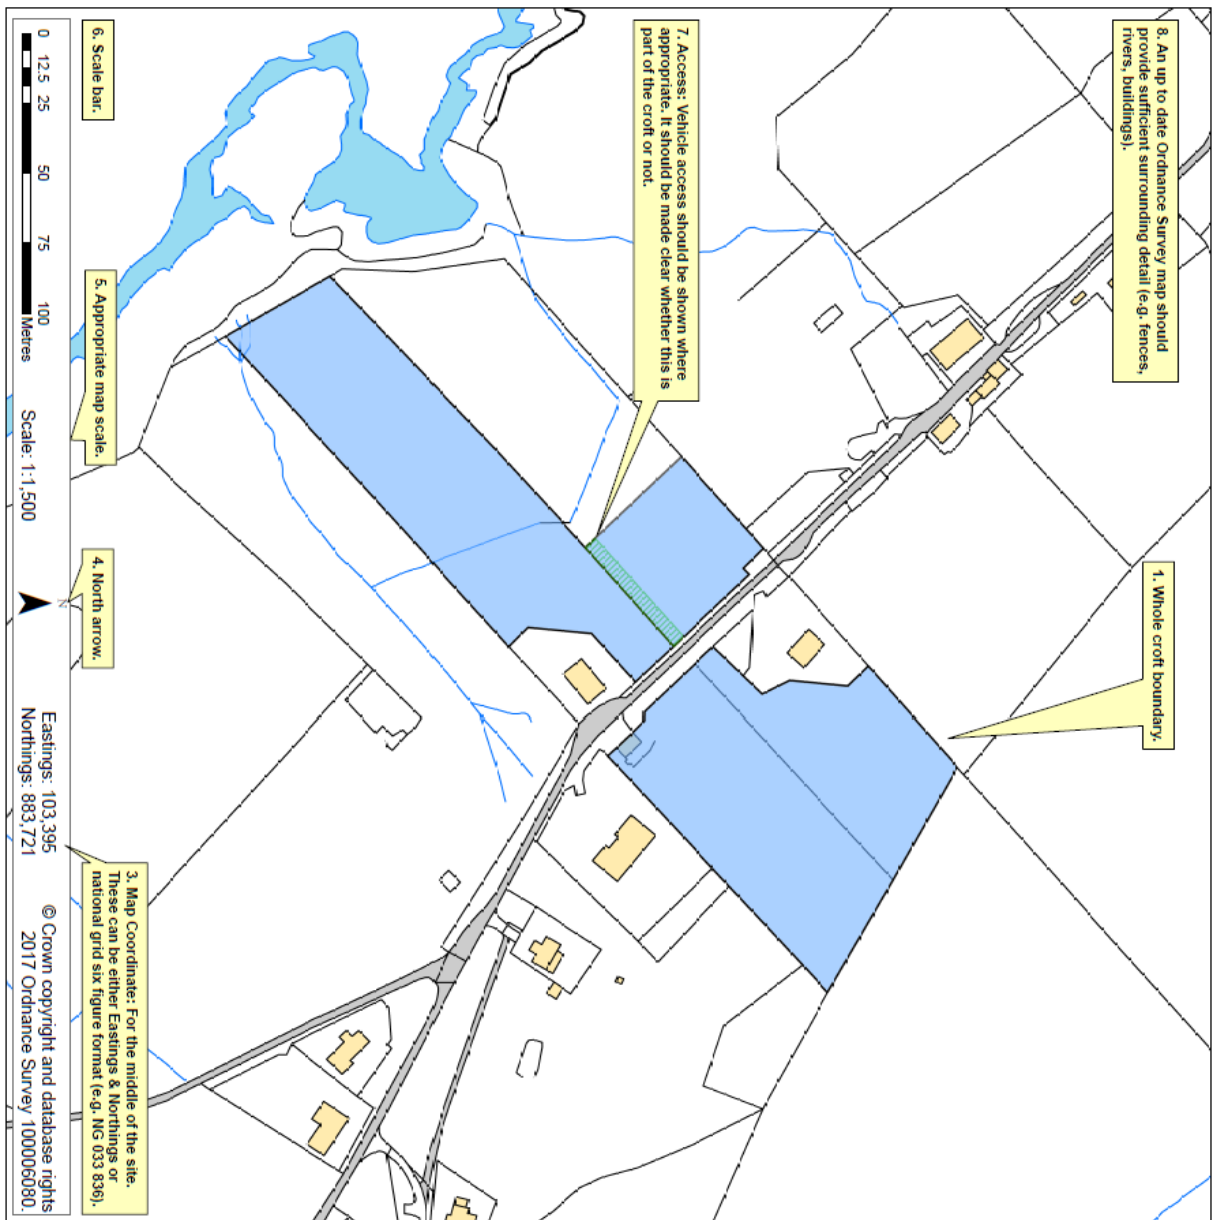 8. An up to date Ordnance Survey map should
provide sufficient surrounding detail (e.g. fences,
rivers, buildings).
1. Whole croft boundary.
7. Access: Vehicle access should be shown where
appropriate. It should be made clear whether this is
part of the croft or not.
6. Scale bar.
5. Appropriate map scale.
4. North arrow.
3. Map Coordinate: For the middle of the site.
These can be either Eastings & Northings or
national grid six figure format (e.g. NG 033 836).
0 12.5 25 50 75 100
Metres
Scale: 1:1,500
N
Eastings: 103,395
Northings: 883,721
© Crown copyright and database rights
2017 Ordnance Survey 100006080.